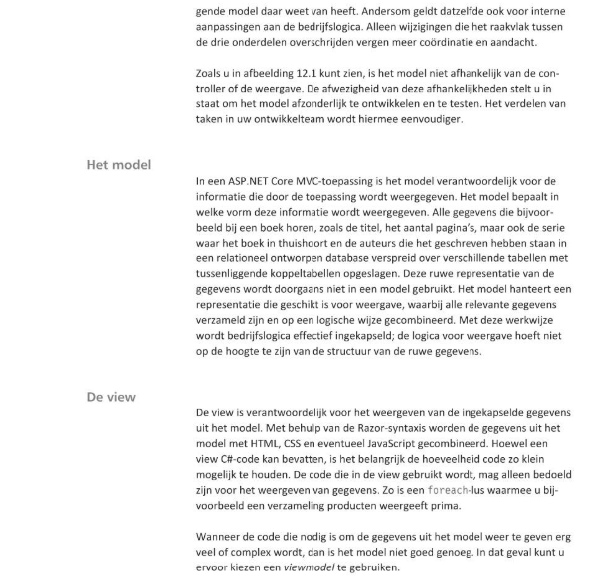 gende model daar weet van heeft. Andersom geldt datzelfde ook voor interne
aanpassingen aan de bedrijfslogica. Alleen wijzigingen die het raakvlak tussen
de drie onderdelen overschrijden vergen meer coördinatie en aandacht.
Zoals u in afbeelding 12.1 kunt zien, is het model niet afhankelijk van de con-
troller of de weergave. De afwezigheid van deze afhankelijkheden stelt u in
staat om het model afzonderlijk te ontwikkelen en te testen. Het verdelen van
taken in uw ontwikkelteam wordt hiermee eenvoudiger.
Het model
In een ASP.NET Core MVC-toepassing is het model verantwoordelijk voor de
informatie die door de toepassing wordt weergegeven. Het model bepaalt in
welke vorm deze informatie wordt weergegeven. Alle gegevens die bijvoor-
beeld bij een boek horen, zoals de titel, het aantal pagina's, maar ook de serie
waar het boek in thuishoort en de auteurs die het geschreven hebben staan in
een relationeel ontworpen database verspreid over verschillende tabellen met
tussenliggende koppeltabellen opgeslagen. Deze ruwe representatie van de
gegevens wordt doorgaans niet in een model gebruikt. Het model hanteert een
representatie die geschikt is voor weergave, waarbij alle relevante gegevens
verzameld zijn en op een logische wijze gecombineerd. Met deze werkwijze
wordt bedrijfslogica effectief ingekapseld; de logica voor weergave hoeft niet
op de hoogte te zijn van de structuur van de ruwe gegevens.
De view
De view is verantwoordelijk voor het weergeven van de ingekapselde gegevens
uit het model. Met behulp van de Razor-syntaxis worden de gegevens uit het
model met HTML, CSS en eventueel JavaScript gecombineerd. Hoewel een
view C#-code kan bevatten, is het belangrijk de hoeveelheid code zo klein
mogelijk te houden. De code die in de view gebruikt wordt, mag alleen bedoeld
zijn voor het weergeven van gegevens. Zo is een foreach-lus waarmee u bij-
voorbeeld een verzameling producten weergeeft prima.
Wanneer de code die nodig is om de gegevens uit het model weer te geven erg
veel of complex wordt, dan is het model niet goed genoeg. In dat geval kunt u
ervoor kiezen een viewmodel te gebruiken.